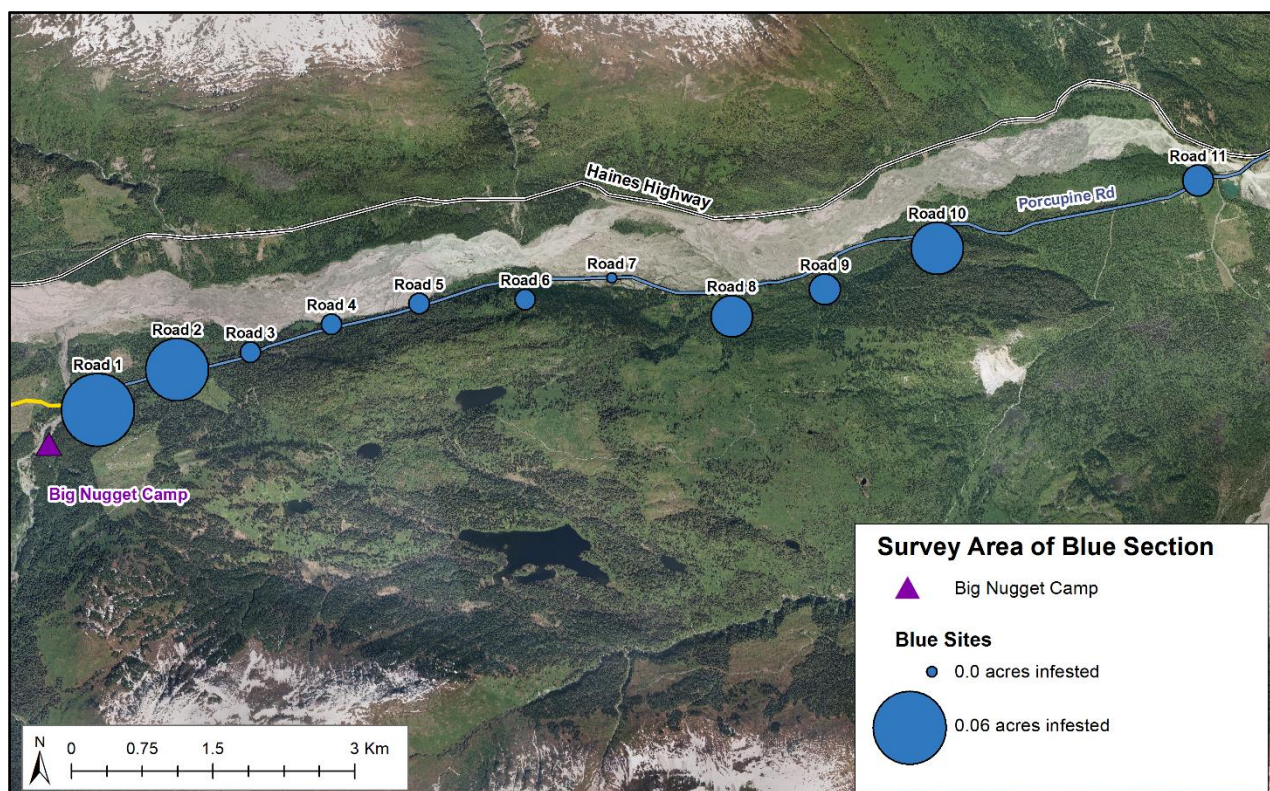 Haines Highway
Road 11
Porcupine Rd
Road 10
Road 9
Road 8
Road 7
Road 6
Road 5
Road 4
Road 3
Road 2
Road 1
Big Nugget Camp
Survey Area of Blue Section
Big Nugget Camp
Blue Sites
0.0 acres infested
0.06 acres infested
N
0 0.75 1.5 3 Km